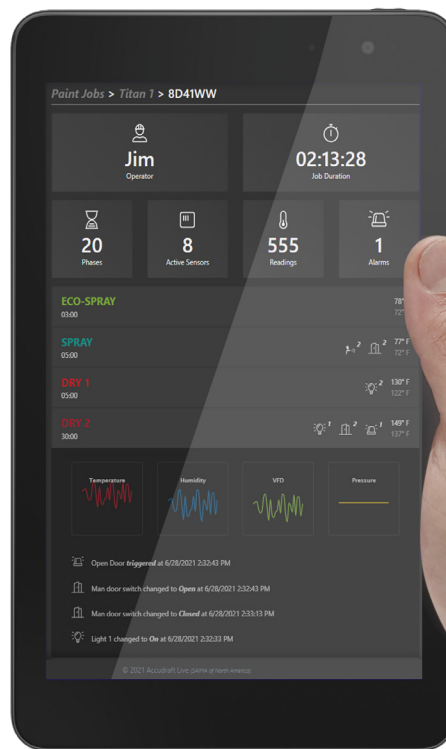 Paint Jobs > Titan 1 > 8D41WW
Jim
Operator
02:13:28
Job Duration
20
Phases
8
Active Sensors
555
Readings
1
Alarms
ECO-SPRAY
03:00
78°
72°
SPRAY
05:00
2 2 77° F
72° F
DRY 1
05:00
2 130° F
122° F
DRY 2
30:00
1 2 1 149° F
137° F
Temperature Humidity VFD Pressure
Open Door triggered at 6/28/2021 2:32:43 PM
Man door switch changed to Open at 6/28/2021 2:32:43 PM
Man door switch changed to Closed at 6/28/2021 2:33:13 PM
Light 1 changed to On at 6/28/2021 2:32:33 PM
© 2021 Accudraft Live (SAIMA of North America)